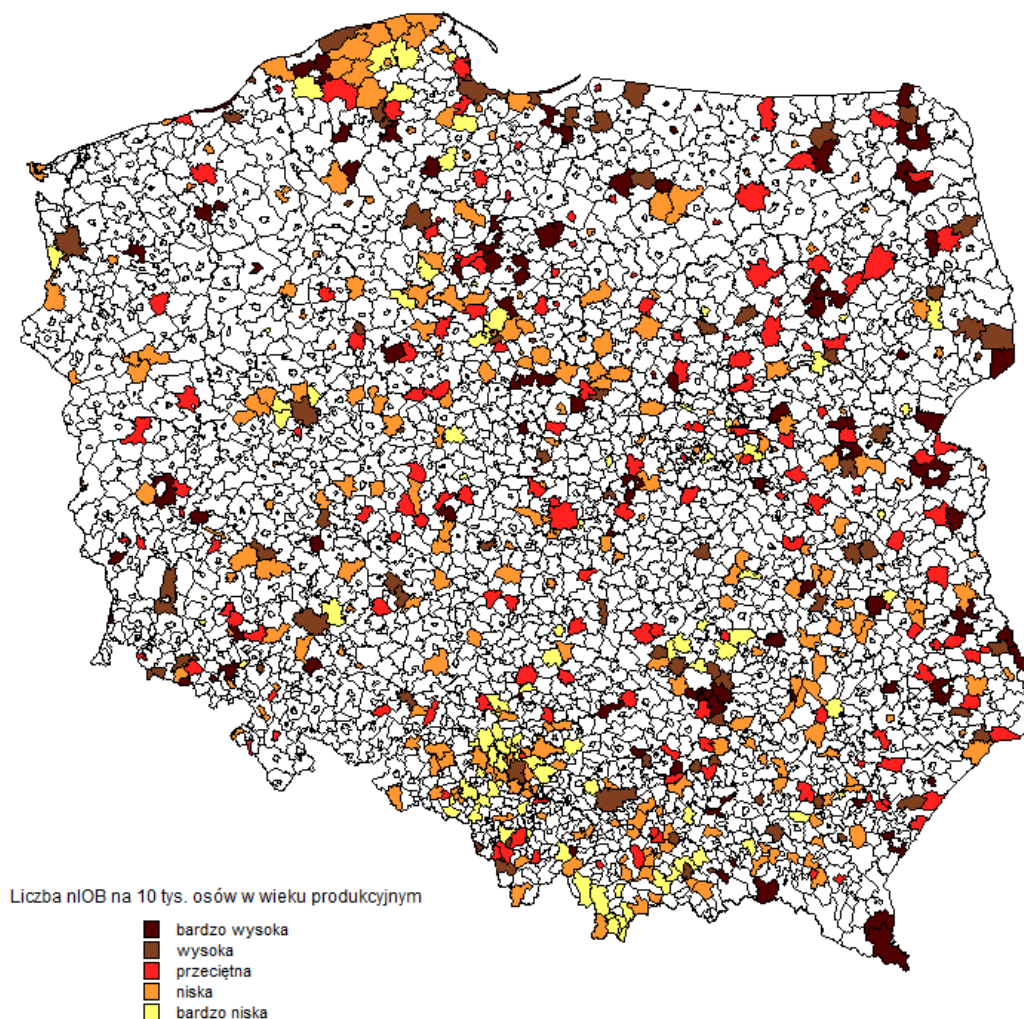 Liczba nIOB na 10 tys. osów w wieku produkcyjnym
bardzo wysoka
wysoka
przeciętna
niska
bardzo niska